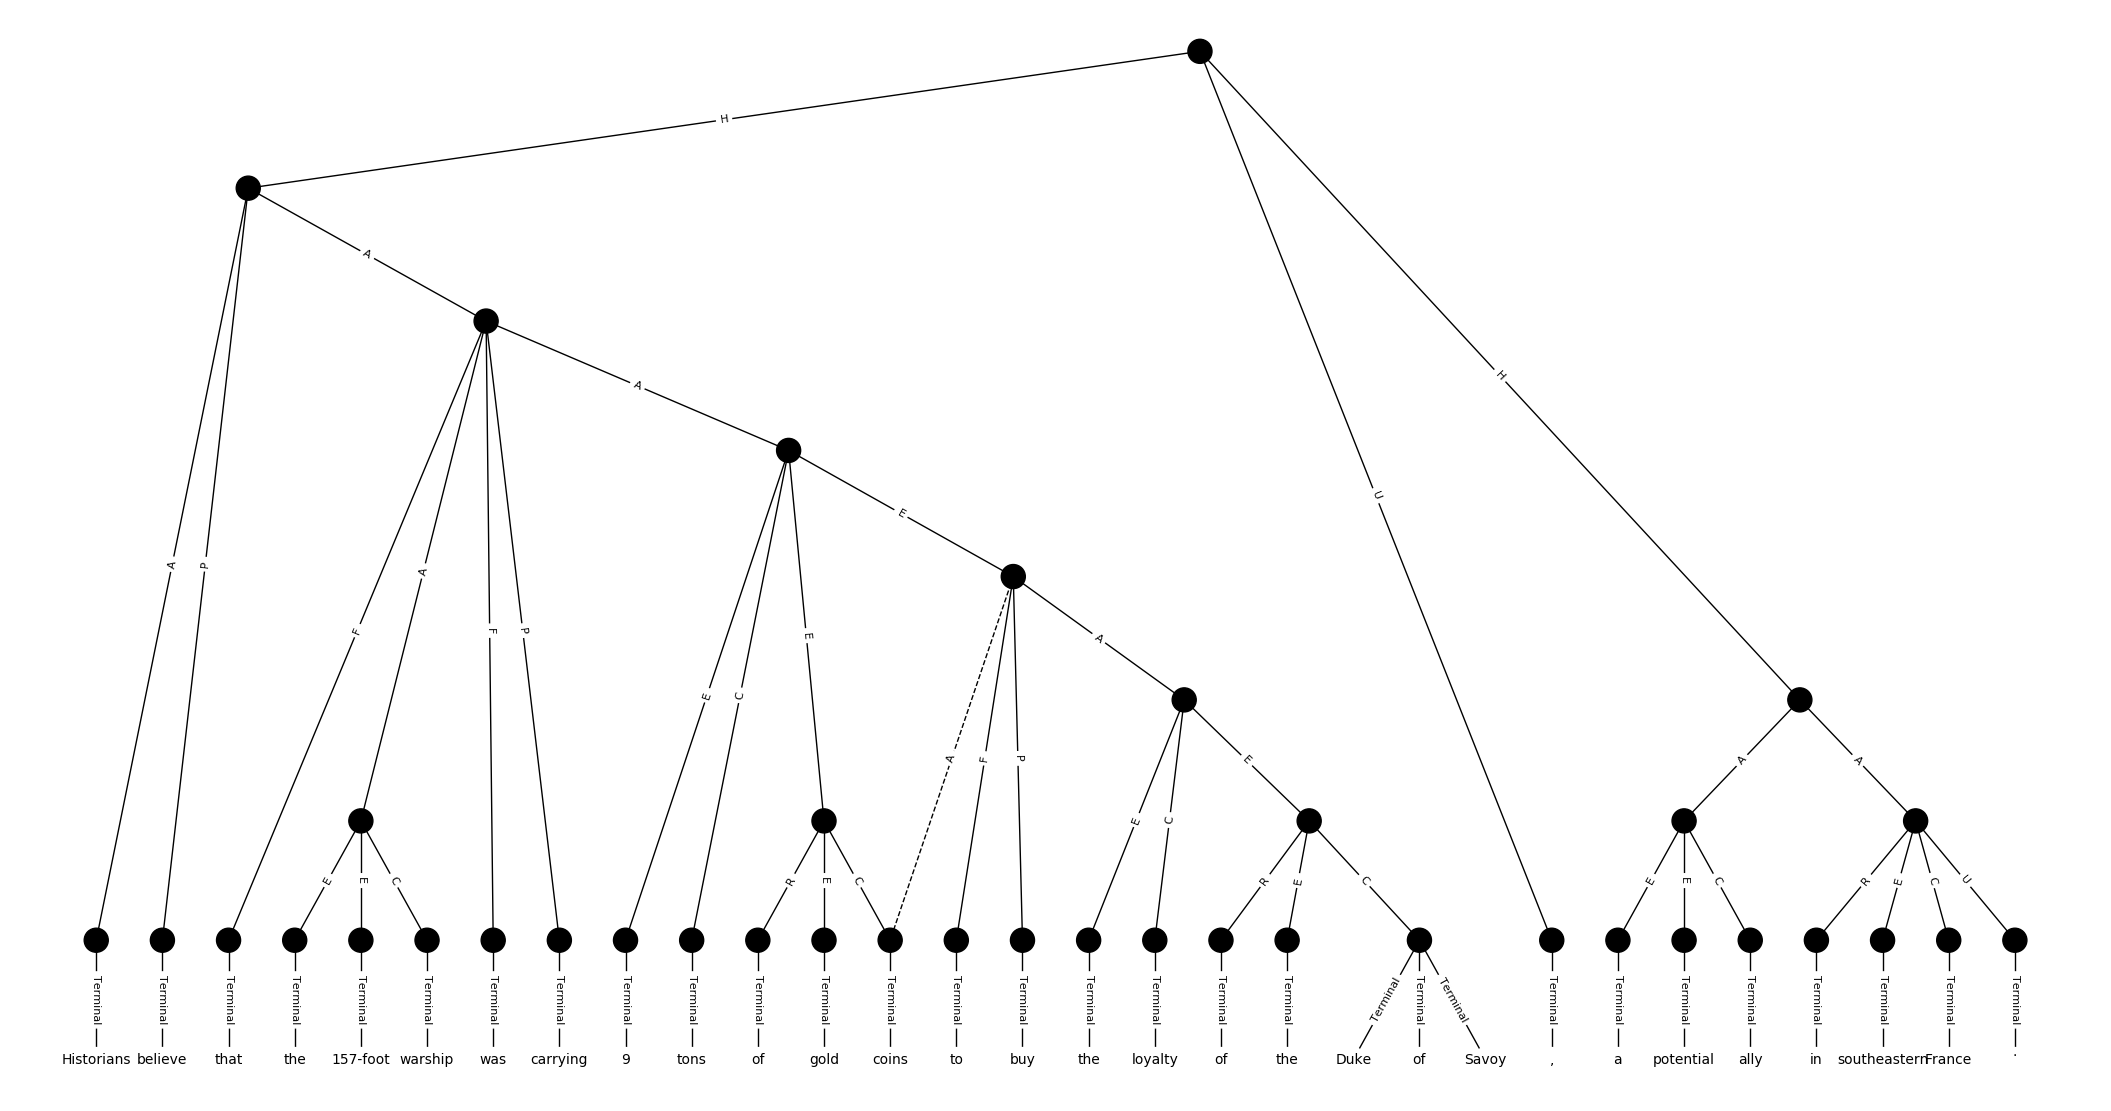 H
A
A
E
H
U
A P F A F P E C E A F P A
E C E A A
E E C R E C R E C E E C R E C U
Terminal Terminal Terminal Terminal Terminal Terminal Terminal Terminal Terminal Terminal Terminal Terminal Terminal Terminal Terminal Terminal Terminal Terminal Terminal Terminal Terminal Terminal Terminal Terminal Terminal Terminal Terminal Terminal Terminal Terminal
Historians believe that the 157-foot warship was carrying 9 tons of gold coins to buy the loyalty of the Duke of Savoy , a potential ally in southeastern France .